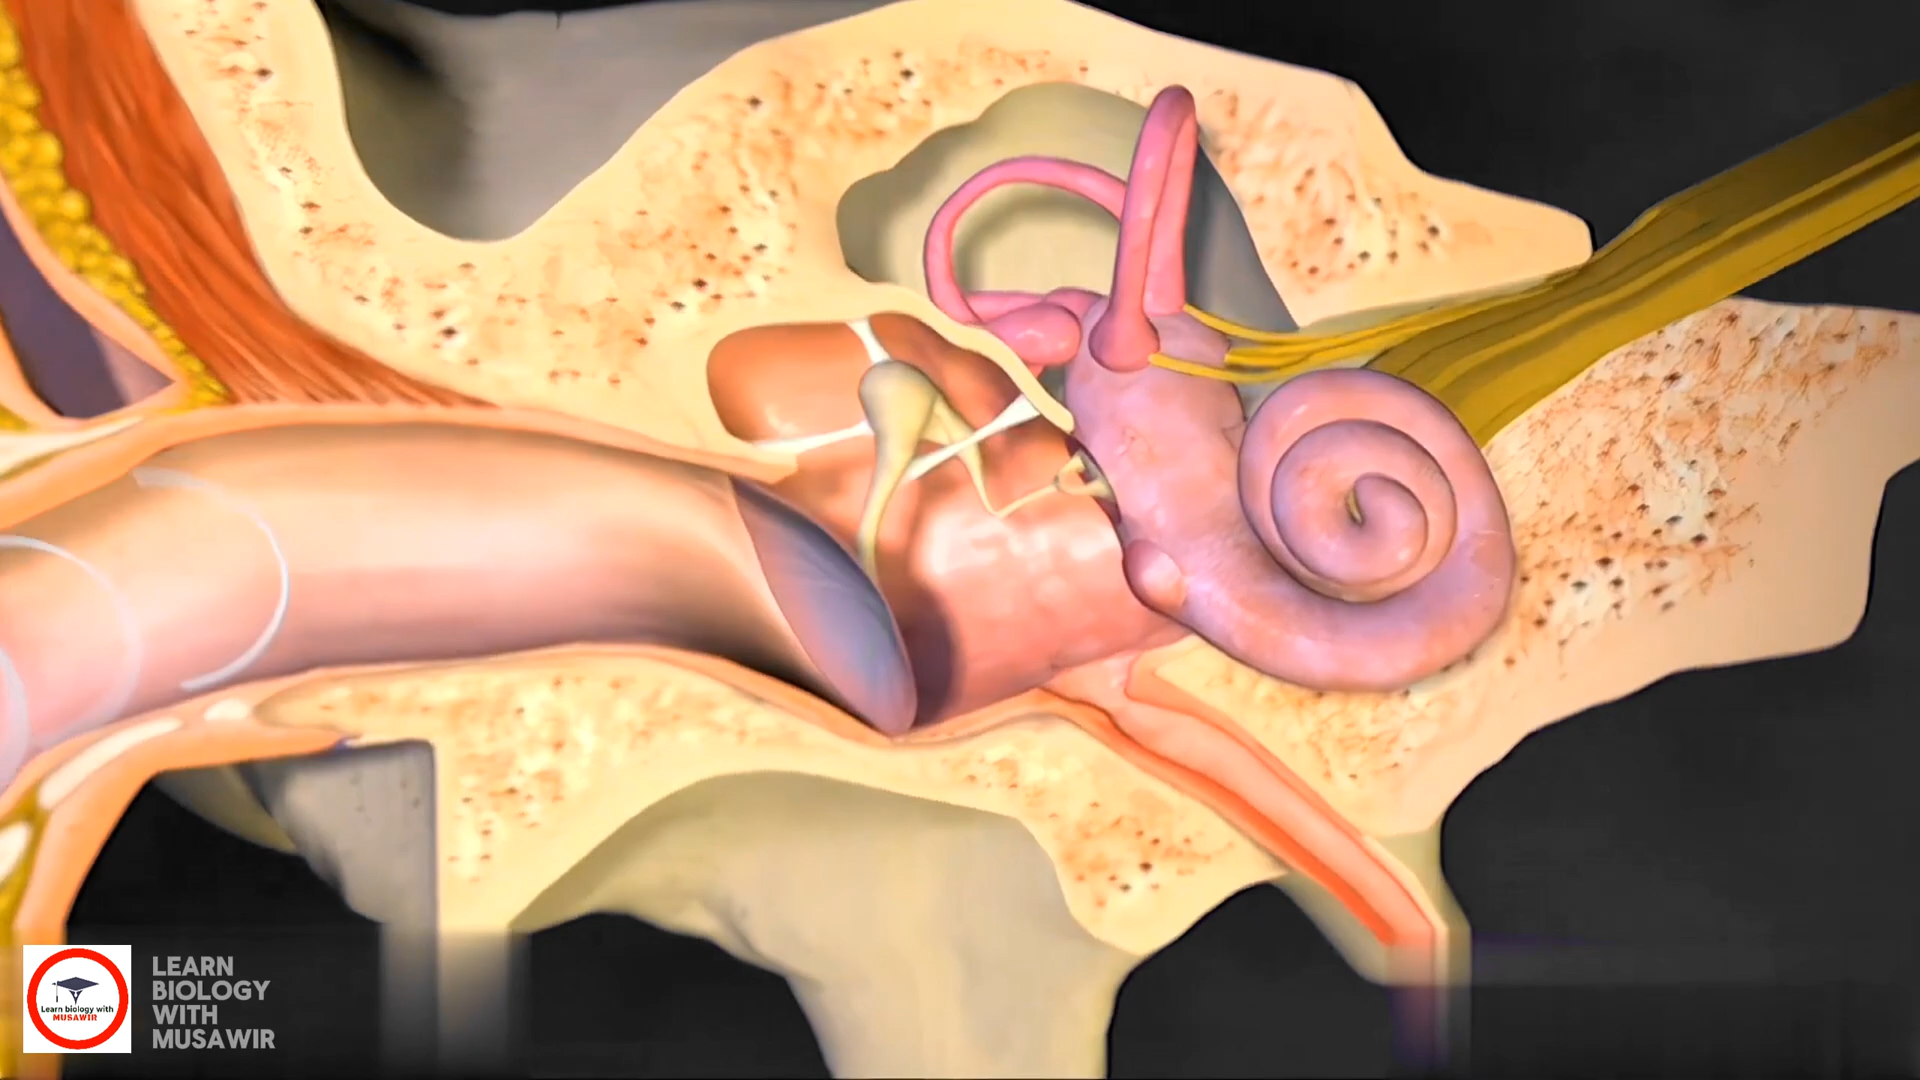 Learn biology with
MUSAWIR
LEARN
BIOLOGY
WITH
MUSAWIR